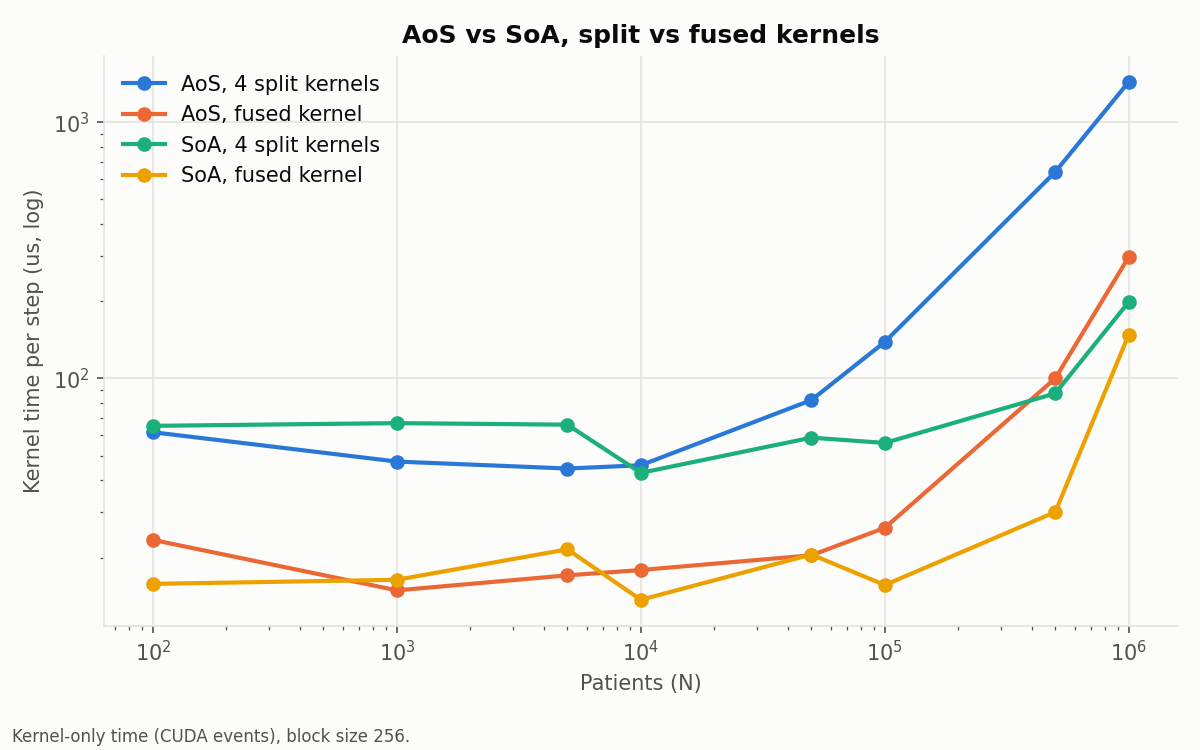 AoS vs SoA, split vs fused kernels
AoS, 4 split kernels
AoS, fused kernel
SoA, 4 split kernels
SoA, fused kernel
Kernel time per step (us, log)
10³
10²
10² 10³ 10⁴ 10⁵ 10⁶
Patients (N)
Kernel-only time (CUDA events), block size 256.